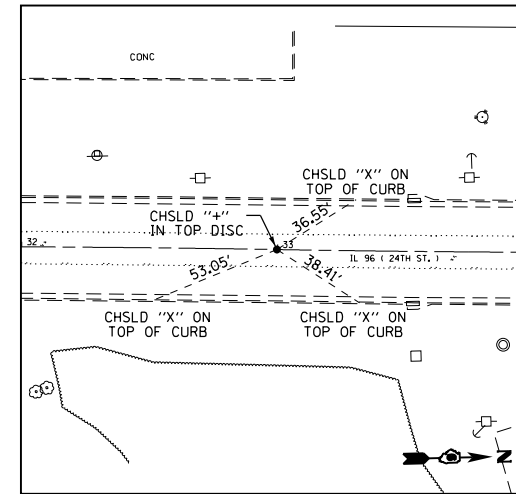 CONC
CHSLD "X" ON
TOP OF CURB
CHSLD "+"
IN TOP DISC
36.55'
32
33
IL 96 ( 24TH ST. )
53.05'
38.41'
CHSLD "X" ON
TOP OF CURB
CHSLD "X" ON
TOP OF CURB
N